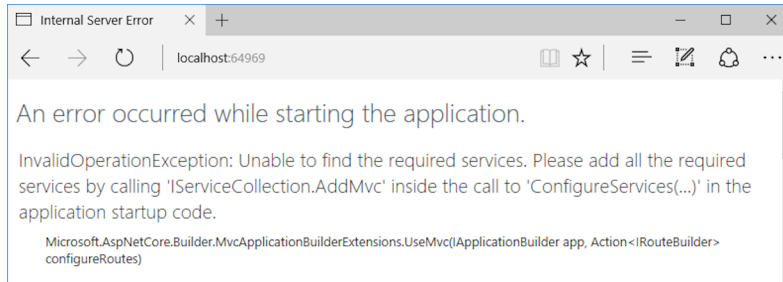 Internal Server Error
localhost:64969
An error occurred while starting the application.
InvalidOperationException: Unable to find the required services. Please add all the required
services by calling 'IServiceCollection.AddMvc' inside the call to 'ConfigureServices(...)' in the
application startup code.
Microsoft.AspNetCore.Builder.MvcApplicationBuilderExtensions.UseMvc(IApplicationBuilder app, Action<IRouteBuilder>
configureRoutes)